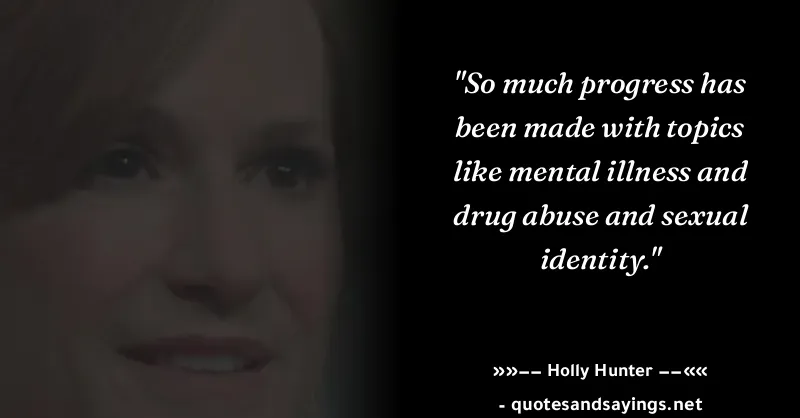 "So much progress has
been made with topics
like mental illness and
drug abuse and sexual
identity."
»»–– Holly Hunter ––««
- quotesandsayings.net